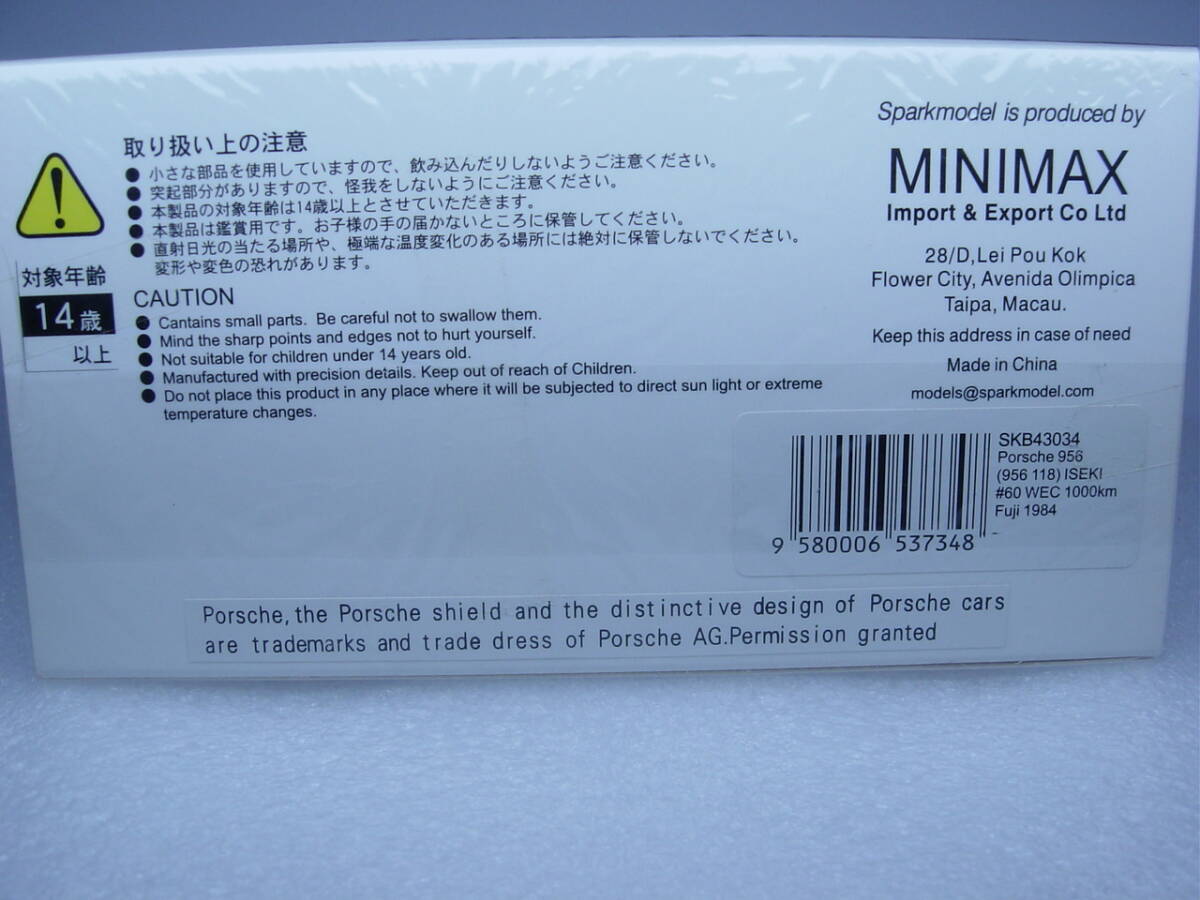 取り扱い上の注意
● 小さな部品を使用していますので、飲み込んだりしないようご注意ください。
● 突起部分がありますので、怪我をしないようにご注意ください。
● 本製品の対象年齢は14歳以上とさせていただきます。
● 本製品は鑑賞用です。お子様の手の届かないところに保管してください。
● 直射日光の当たる場所や、極端な温度変化のある場所には絶対に保管しないでください。
変形や変色の恐れがあります。
対象年齢
14歳
以上
CAUTION
● Cantains small parts. Be careful not to swallow them.
● Mind the sharp points and edges not to hurt yourself.
● Not suitable for children under 14 years old.
● Manufactured with precision details. Keep out of reach of Children.
● Do not place this product in any place where it will be subjected to direct sun light or extreme
temperature changes.
Sparkmodel is produced by
MINIMAX
Import & Export Co Ltd
28/D,Lei Pou Kok
Flower City, Avenida Olimpica
Taipa, Macau.
Keep this address in case of need
Made in China
models@sparkmodel.com
SKB43034
Porsche 956
(956 118) ISEKI
#60 WEC 1000km
Fuji 1984
9 580006 537348
Porsche, the Porsche shield and the distinctive design of Porsche cars
are trademarks and trade dress of Porsche AG.Permission granted